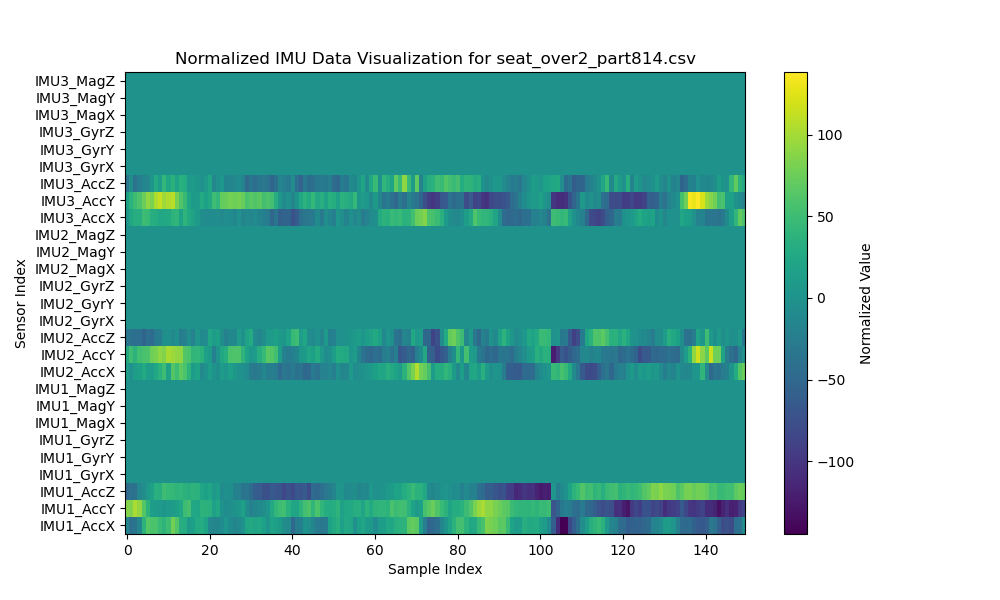 Normalized IMU Data Visualization for seat_over2_part814.csv
Sensor Index
IMU3_MagZ
IMU3_MagY
IMU3_MagX
IMU3_GyrZ
IMU3_GyrY
IMU3_GyrX
IMU3_AccZ
IMU3_AccY
IMU3_AccX
IMU2_MagZ
IMU2_MagY
IMU2_MagX
IMU2_GyrZ
IMU2_GyrY
IMU2_GyrX
IMU2_AccZ
IMU2_AccY
IMU2_AccX
IMU1_MagZ
IMU1_MagY
IMU1_MagX
IMU1_GyrZ
IMU1_GyrY
IMU1_GyrX
IMU1_AccZ
IMU1_AccY
IMU1_AccX
0 20 40 60 80 100 120 140
Sample Index
100
50
0
−50
−100
Normalized Value